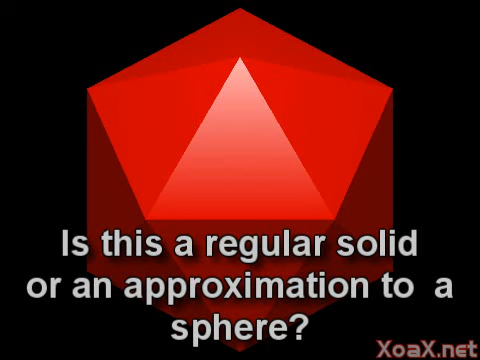 Is this a regular solid
or an approximation to a
sphere?
XoaX.net